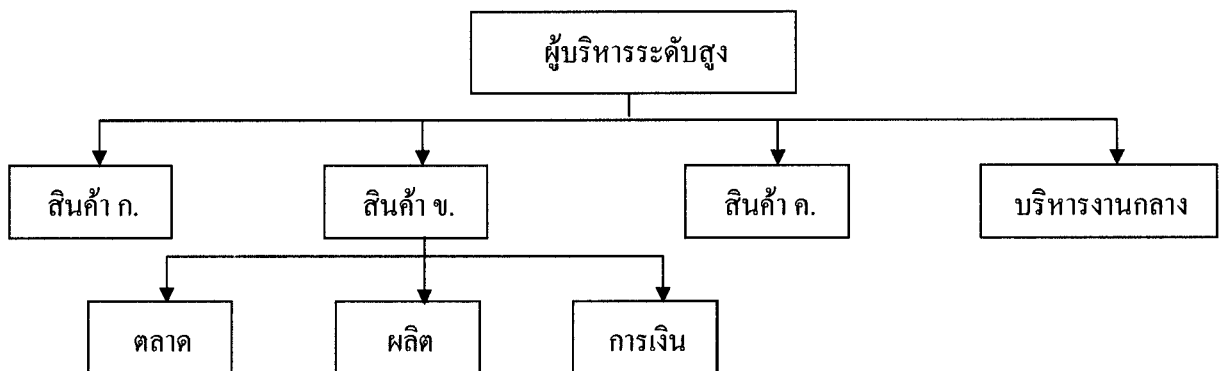 ผู้บริหารระดับสูง
สินค้า ก.
สินค้า ข.
สินค้า ค.
บริหารงานกลาง
ตลาด
ผลิต
การเงิน